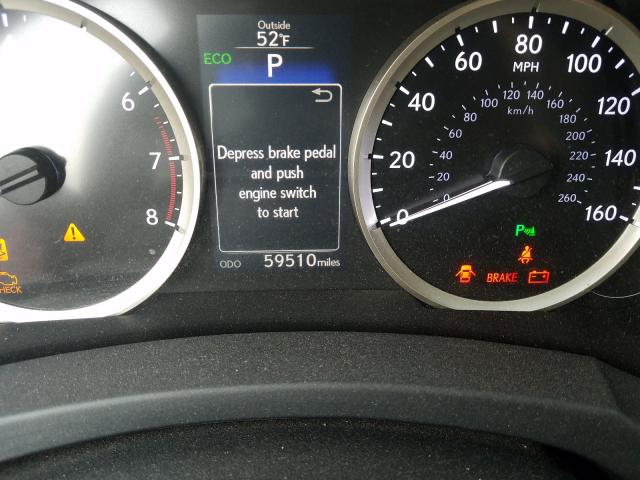 Outside
52°F
ECO
P
Depress brake pedal
and push
engine switch
to start
ODO 59510 miles
6
7
8
CHECK
0
20
40
60
80
100
120
140
160
MPH
0
20
40
60
80
100
120
140
160
180
200
220
240
260
km/h
P
BRAKE